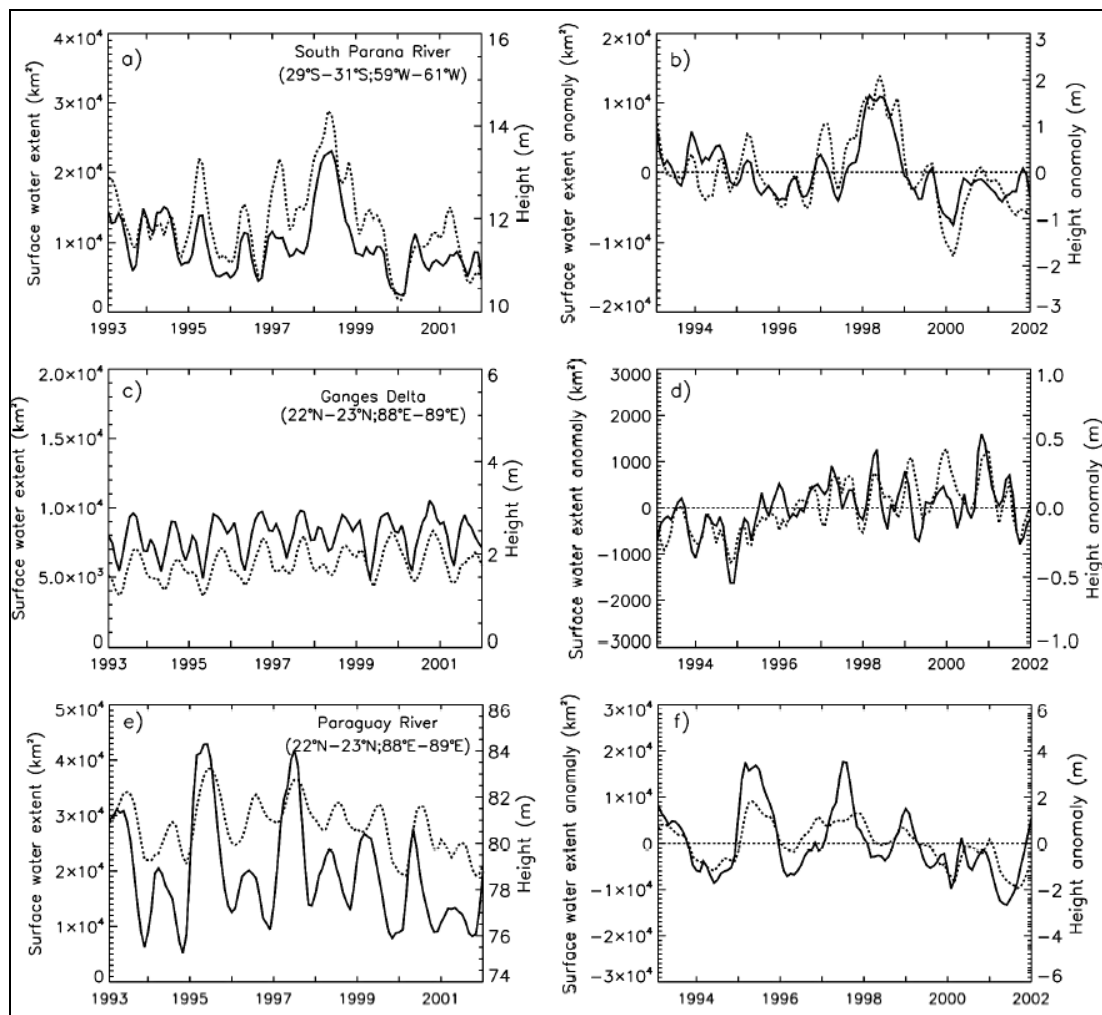 a)
South Parana River
(29°S−31°S;59°W−61°W)
Surface water extent (km²)
4×10⁴
3×10⁴
2×10⁴
1×10⁴
0
Height (m)
16
14
12
10
1993 1995 1997 1999 2001
b)
Surface water extent anomaly (km²)
2×10⁴
1×10⁴
0
−1×10⁴
−2×10⁴
Height anomaly (m)
3
2
1
0
−1
−2
−3
1994 1996 1998 2000 2002
c)
Ganges Delta
(22°N−23°N;88°E−89°E)
Surface water extent (km²)
2.0×10⁴
1.5×10⁴
1.0×10⁴
5.0×10³
0
Height (m)
6
4
2
0
1993 1995 1997 1999 2001
d)
Surface water extent anomaly (km²)
3000
2000
1000
0
−1000
−2000
−3000
Height anomaly (m)
1.0
0.5
0.0
−0.5
−1.0
1994 1996 1998 2000 2002
e)
Paraguay River
(22°N−23°N;88°E−89°E)
Surface water extent (km²)
5×10⁴
4×10⁴
3×10⁴
2×10⁴
1×10⁴
0
Height (m)
86
84
82
80
78
76
74
1993 1995 1997 1999 2001
f)
Surface water extent anomaly (km²)
3×10⁴
2×10⁴
1×10⁴
0
−1×10⁴
−2×10⁴
−3×10⁴
Height anomaly (m)
6
4
2
0
−2
−4
−6
1994 1996 1998 2000 2002